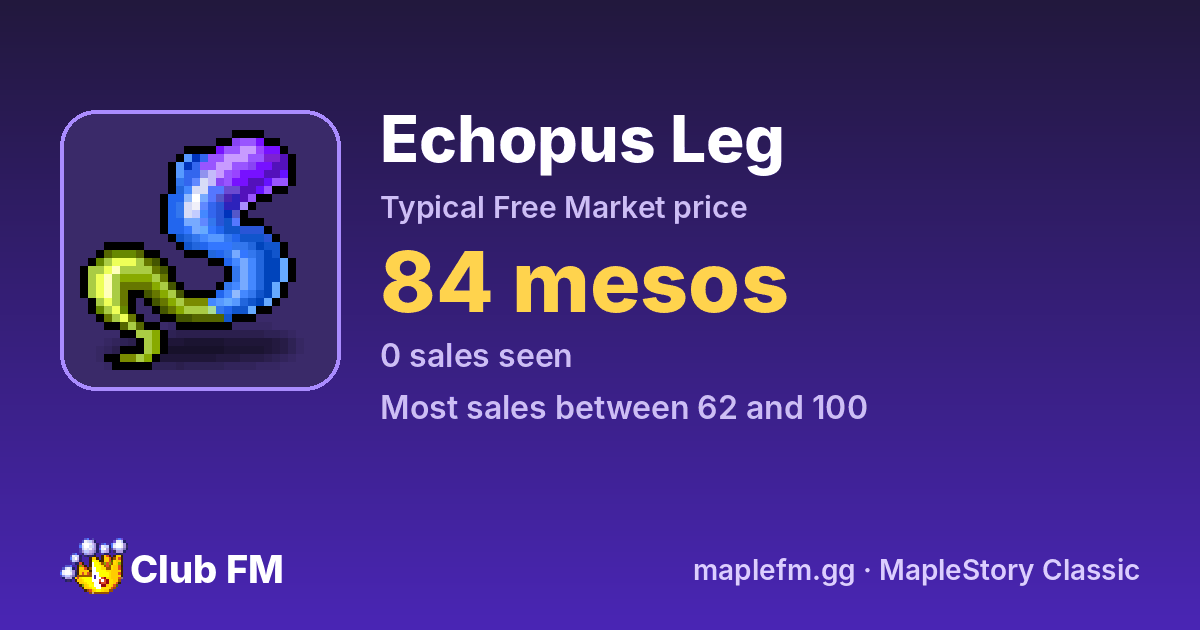 Echopus Leg
Typical Free Market price
84 mesos
0 sales seen
Most sales between 62 and 100
Club FM
maplefm.gg · MapleStory Classic